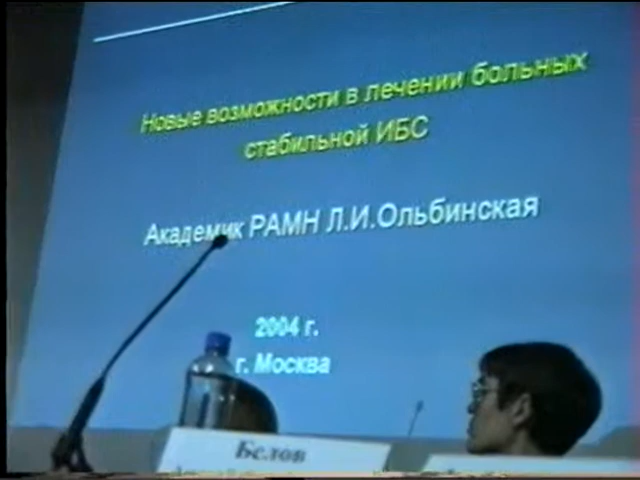 Новые возможности в лечении больных
стабильной ИБС
Академик РАМН Л.И.Ольбинская
2004 г.
г. Москва
Белов